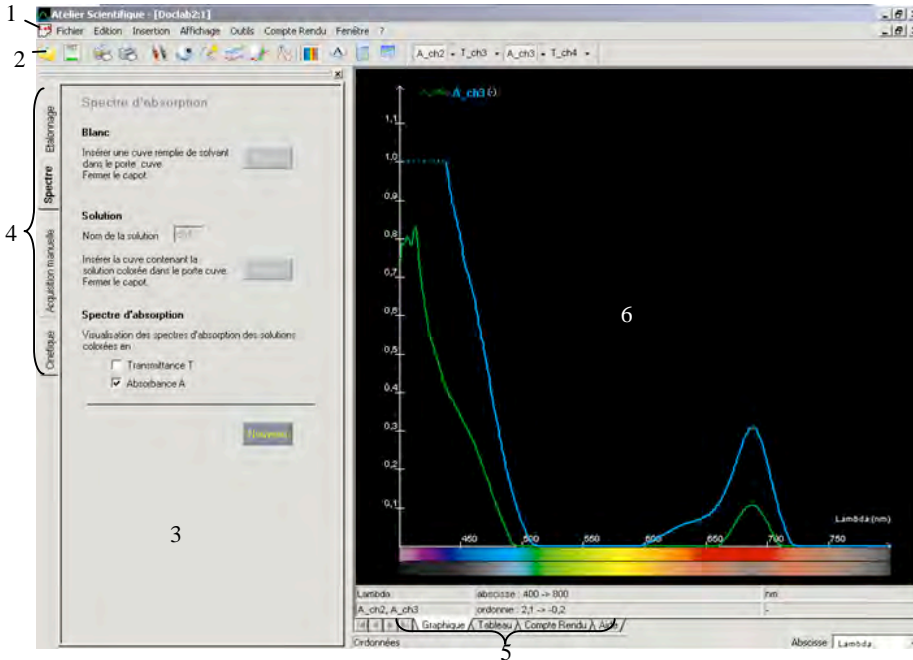 1
Atelier Scientifique - [Doclab2:1]
Fichier Edition Insertion Affichage Outils Compte Rendu Fenêtre ?
2
A_ch2 T_ch3 A_ch3 T_ch4
4
Etalonnage
Spectre
Acquisition manuelle
Cinétique
Spectre d'absorption
Blanc
Insérer une cuve remplie de solvant
dans le porte_cuve.
Fermer le capot.
Solution
Nom de la solution
Insérer la cuve contenant la
solution colorée dans le porte cuve.
Fermer le capot.
Spectre d'absorption
Visualisation des spectres d'absorption des solutions
colorées en
Transmittance T
Absorbance A
Nouveau
3
A_ch3 (-)
1,1
1,0
0,9
0,8
0,7
0,6
0,5
0,4
0,3
0,2
0,1
6
Lambda (nm)
450 500 550 600 650 700 750
Lambda abscisse : 400 -> 800 nm
A_ch2, A_ch3 ordonnée : 2,1 -> -0,2 -
Graphique Tableau Compte Rendu Aide
Ordonnées Abscisse Lambda
5